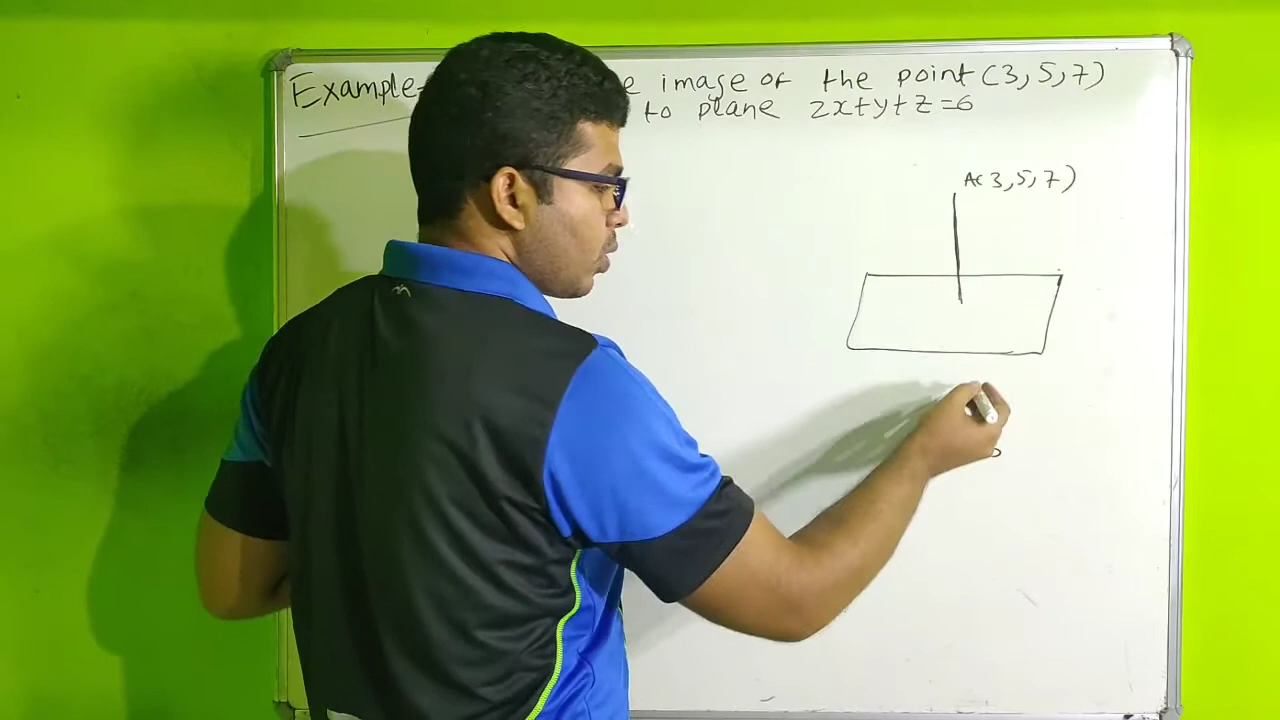 Example- image of the point (3, 5, 7)
to plane 2x+y+z=6
A(3, 5, 7)